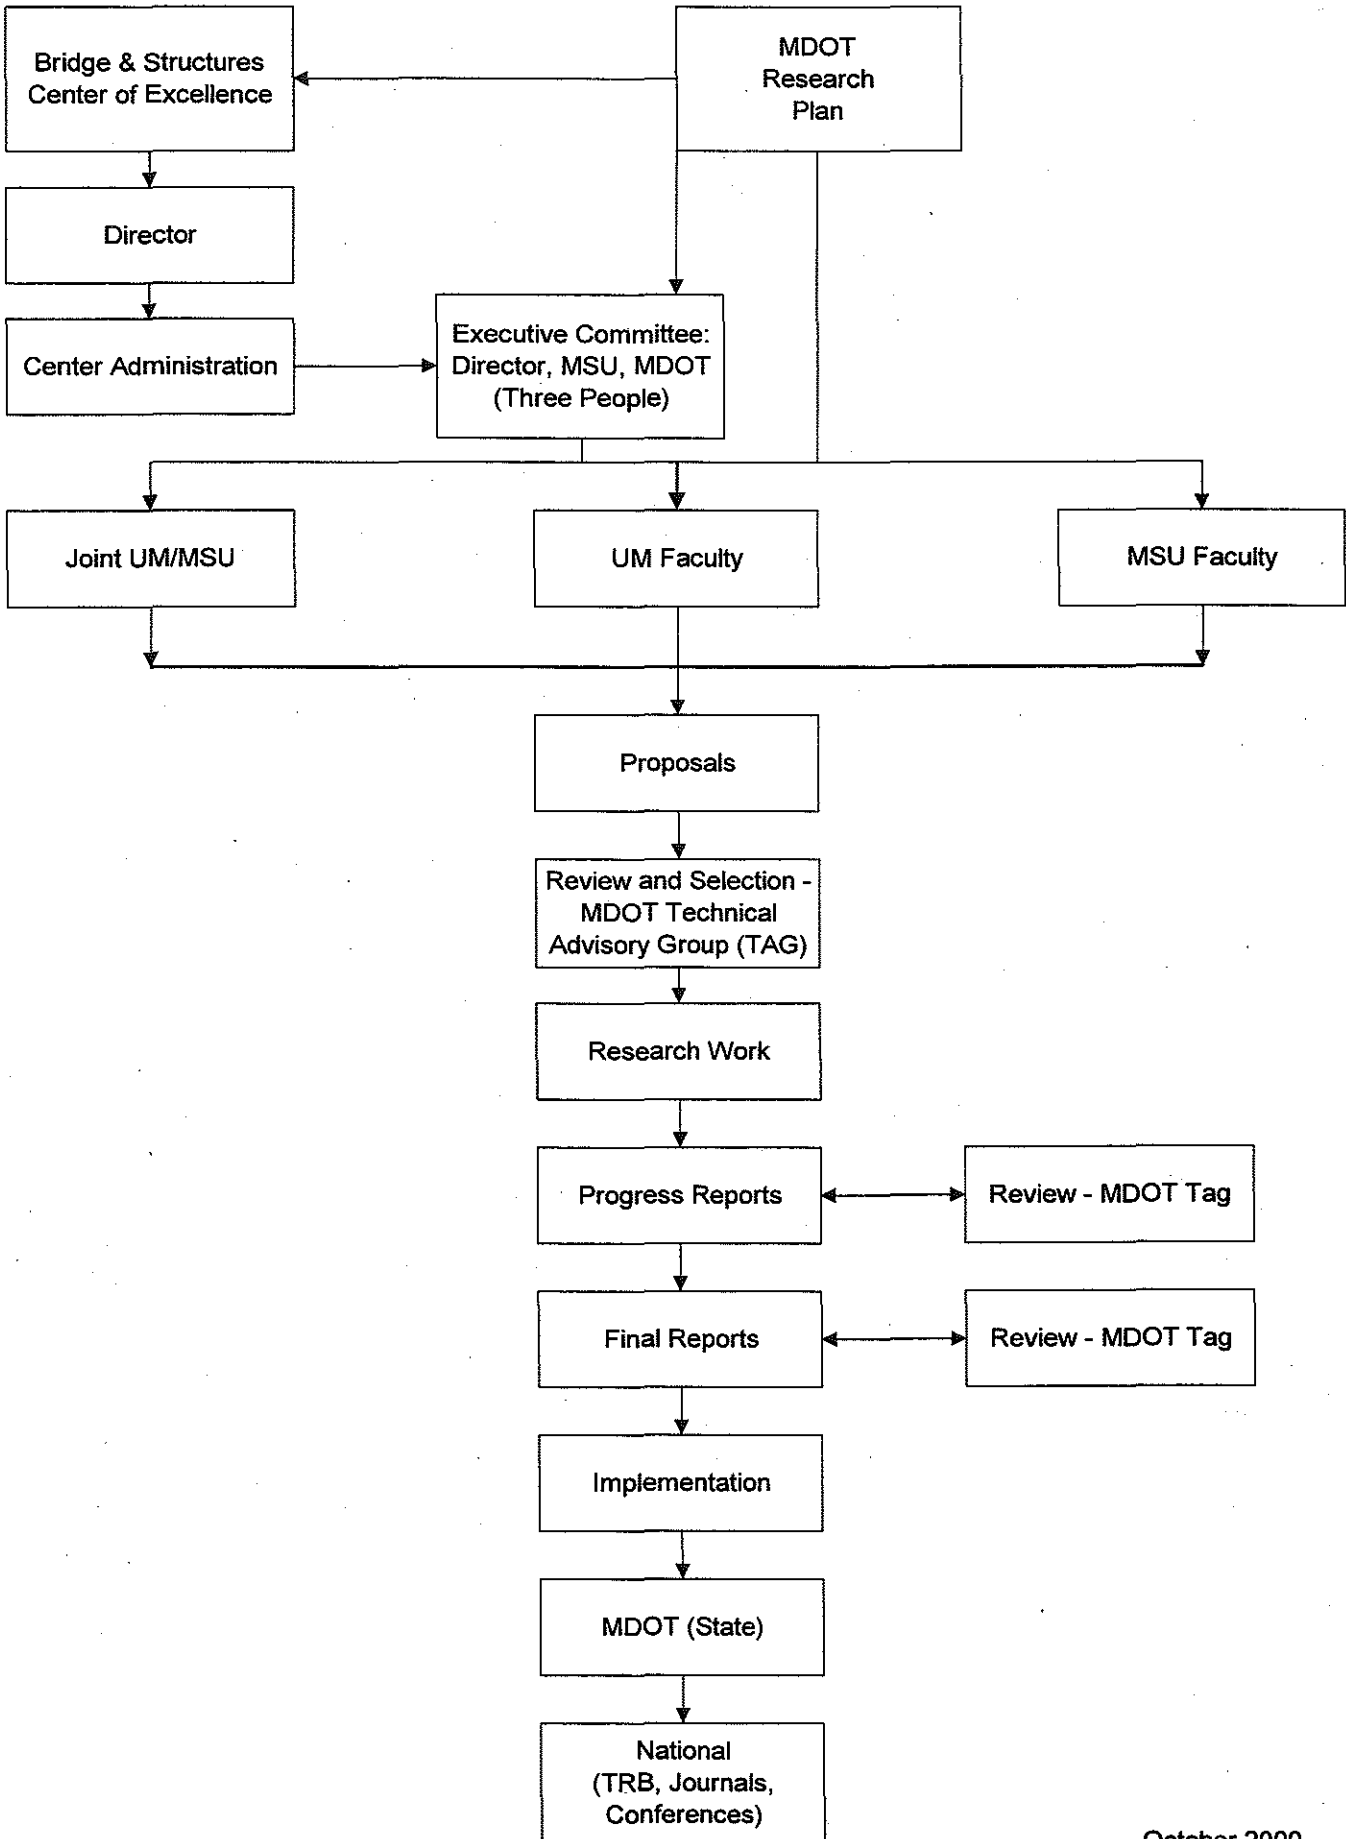 Bridge & Structures
Center of Excellence
MDOT
Research
Plan
Director
Center Administration
Executive Committee:
Director, MSU, MDOT
(Three People)
Joint UM/MSU
UM Faculty
MSU Faculty
Proposals
Review and Selection -
MDOT Technical
Advisory Group (TAG)
Research Work
Progress Reports
Review - MDOT Tag
Final Reports
Review - MDOT Tag
Implementation
MDOT (State)
National
(TRB, Journals,
Conferences)
October 2000